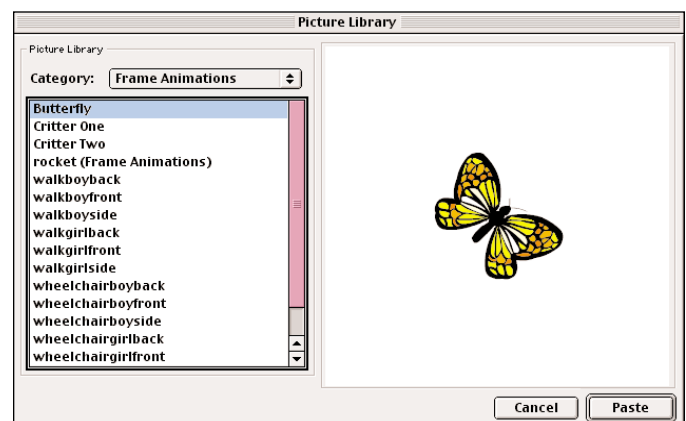 Picture Library
Picture Library
Category: Frame Animations
Butterfly
Critter One
Critter Two
rocket (Frame Animations)
walkboyback
walkboyfront
walkboyside
walkgirlback
walkgirlfront
walkgirlside
wheelchairboyback
wheelchairboyfront
wheelchairboyside
wheelchairgirlback
wheelchairgirlfront
Cancel Paste